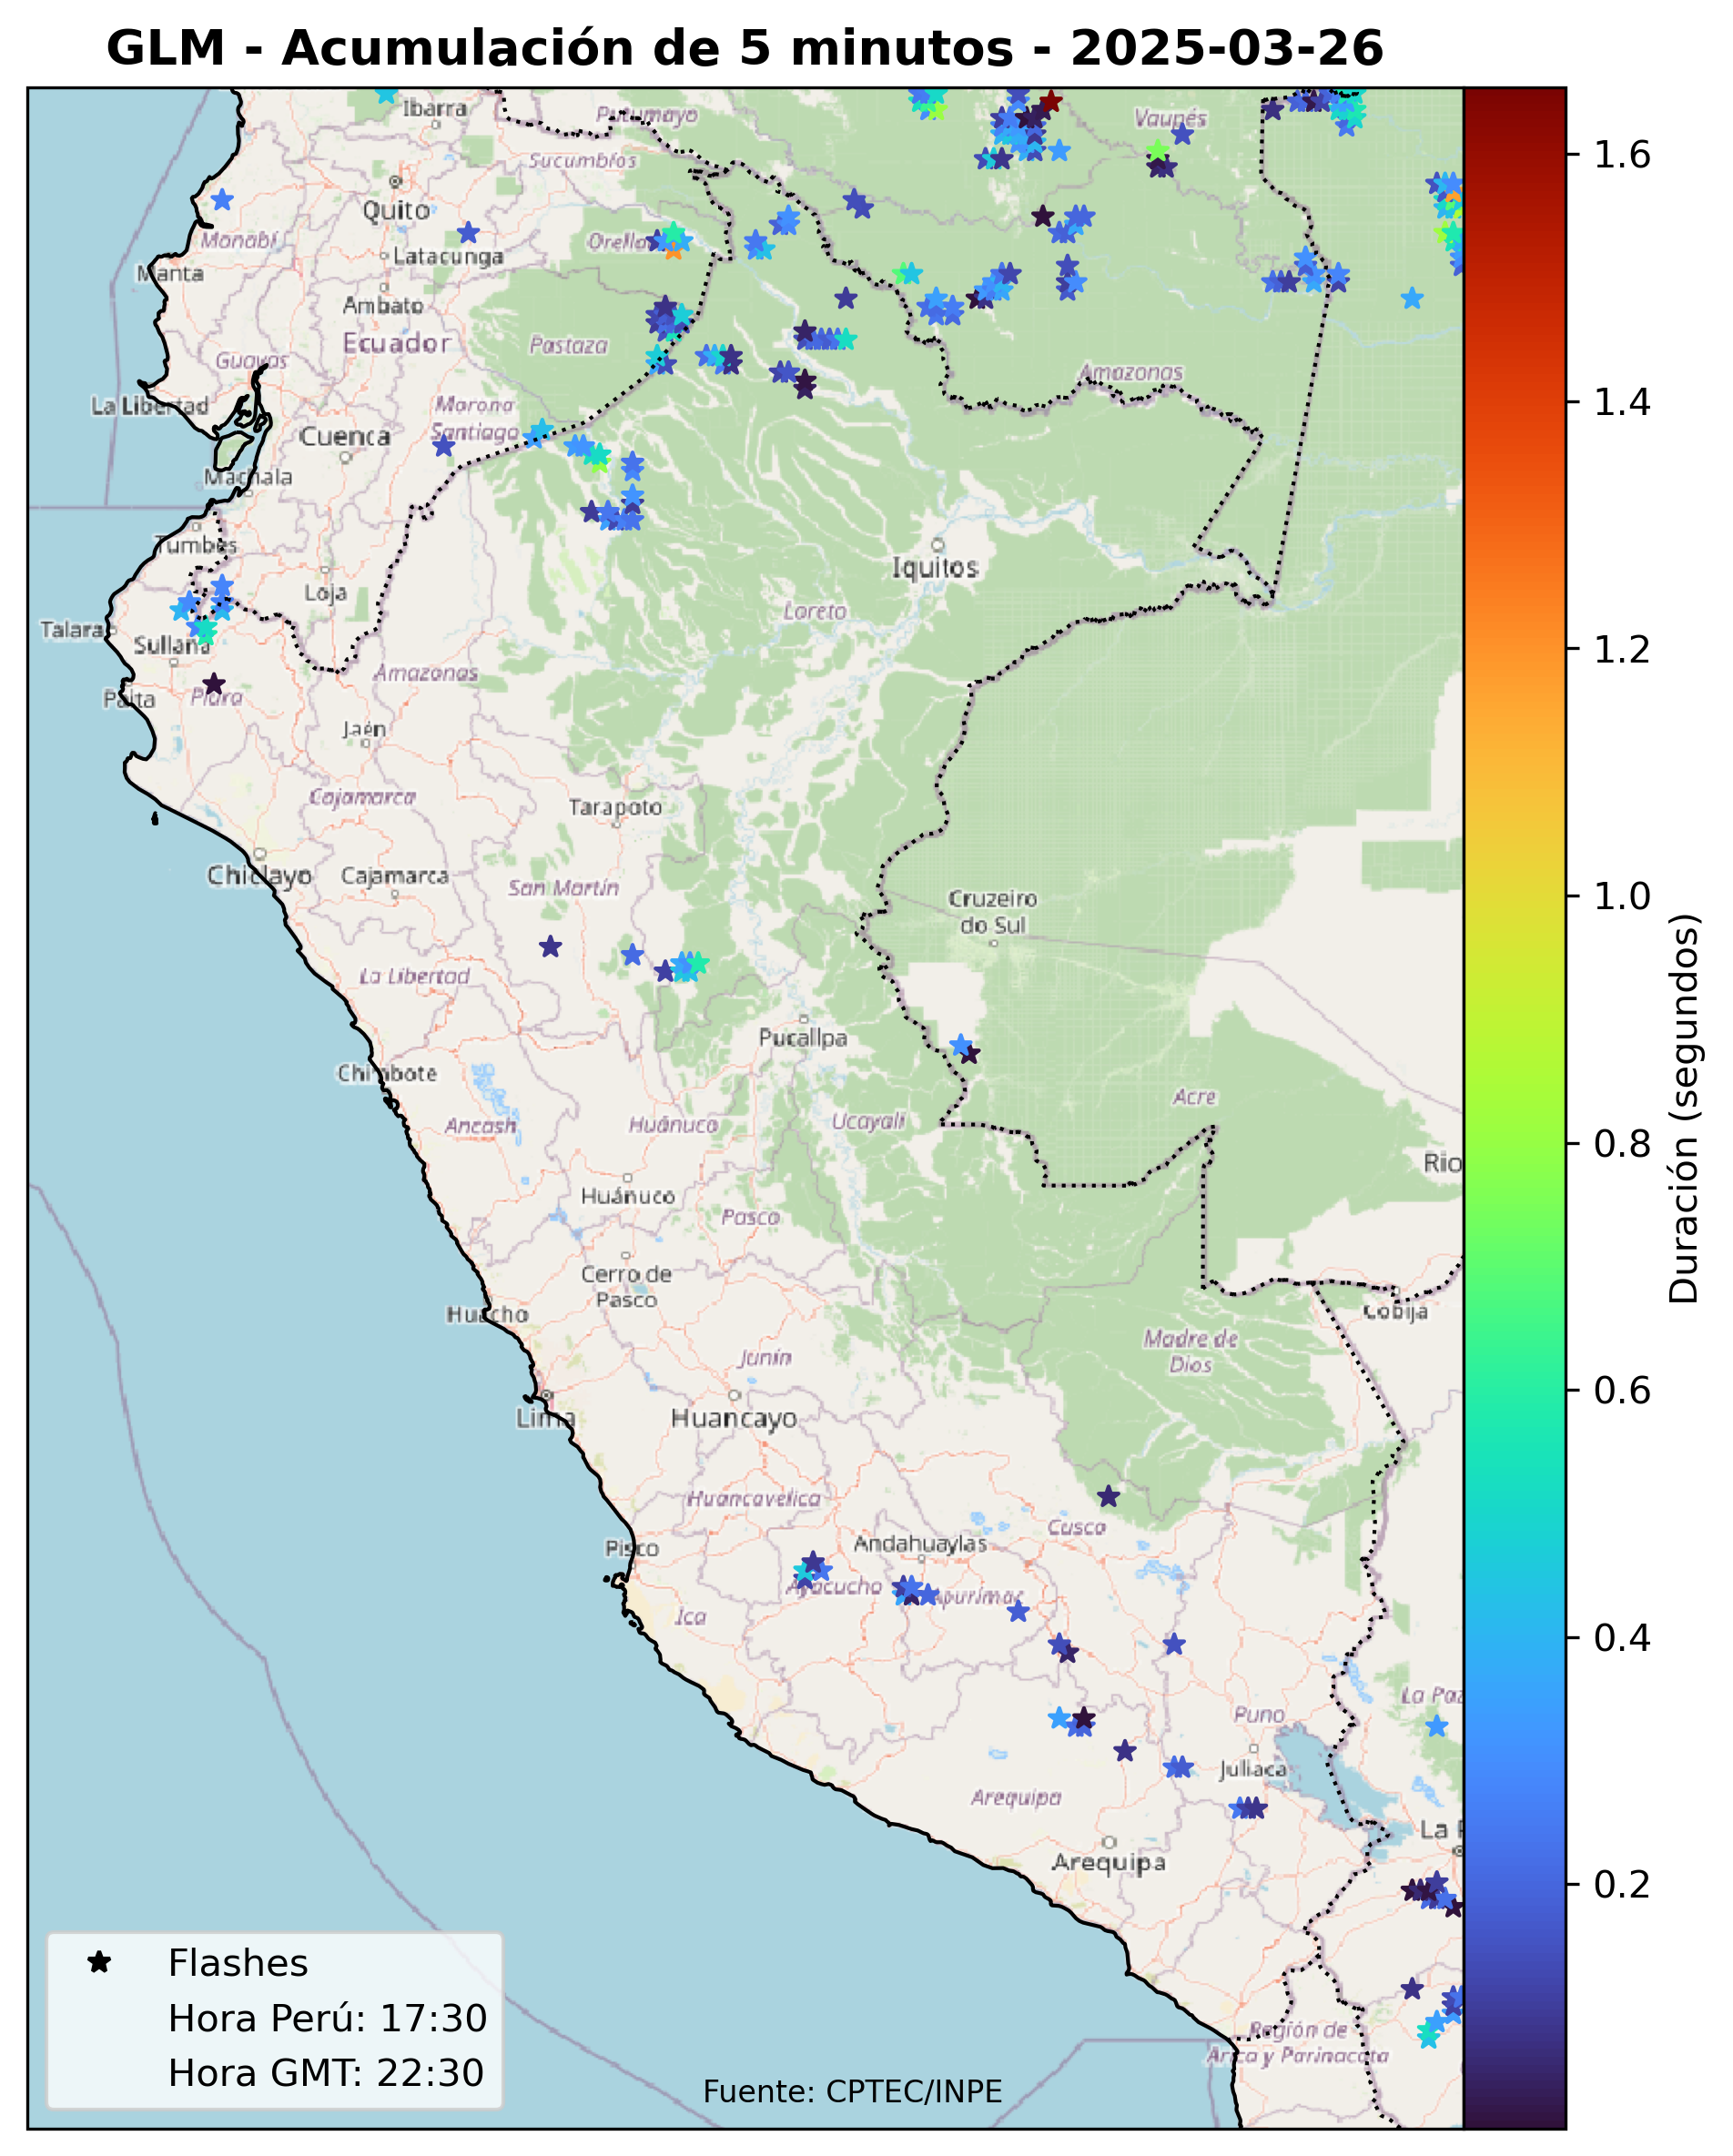 GLM - Acumulación de 5 minutos - 2025-03-26
Ibarra
Putumayo
Vaupés
Sucumbíos
Quito
Manabí
Orella
Latacunga
Manta
Ambato
Ecuador
Pastaza
Guayas
Amazonas
La Libertad
Morona
Santiago
Cuenca
Machala
Tumbes
Iquitos
Loja
Loreto
Talara
Sullana
Amazonas
Paita
Piura
Jaén
Cajamarca
Tarapoto
Chiclayo
Cajamarca
San Martín
Cruzeiro
do Sul
La Libertad
Pucallpa
Chimbote
Acre
Ancash
Huánuco
Ucayali
Rio
Huánuco
Pasco
Cerro de
Pasco
Huacho
Cobija
Madre de
Dios
Junín
Lima
Huancayo
Huancavelica
Cusco
Pisco
Andahuaylas
Ayacucho
Apurímac
Ica
La Paz
Puno
Juliaca
Arequipa
La P
Arequipa
Región de
Arica y Parinacota
Flashes
Hora Perú: 17:30
Hora GMT: 22:30
Fuente: CPTEC/INPE
1.6
1.4
1.2
1.0
0.8
0.6
0.4
0.2
Duración (segundos)